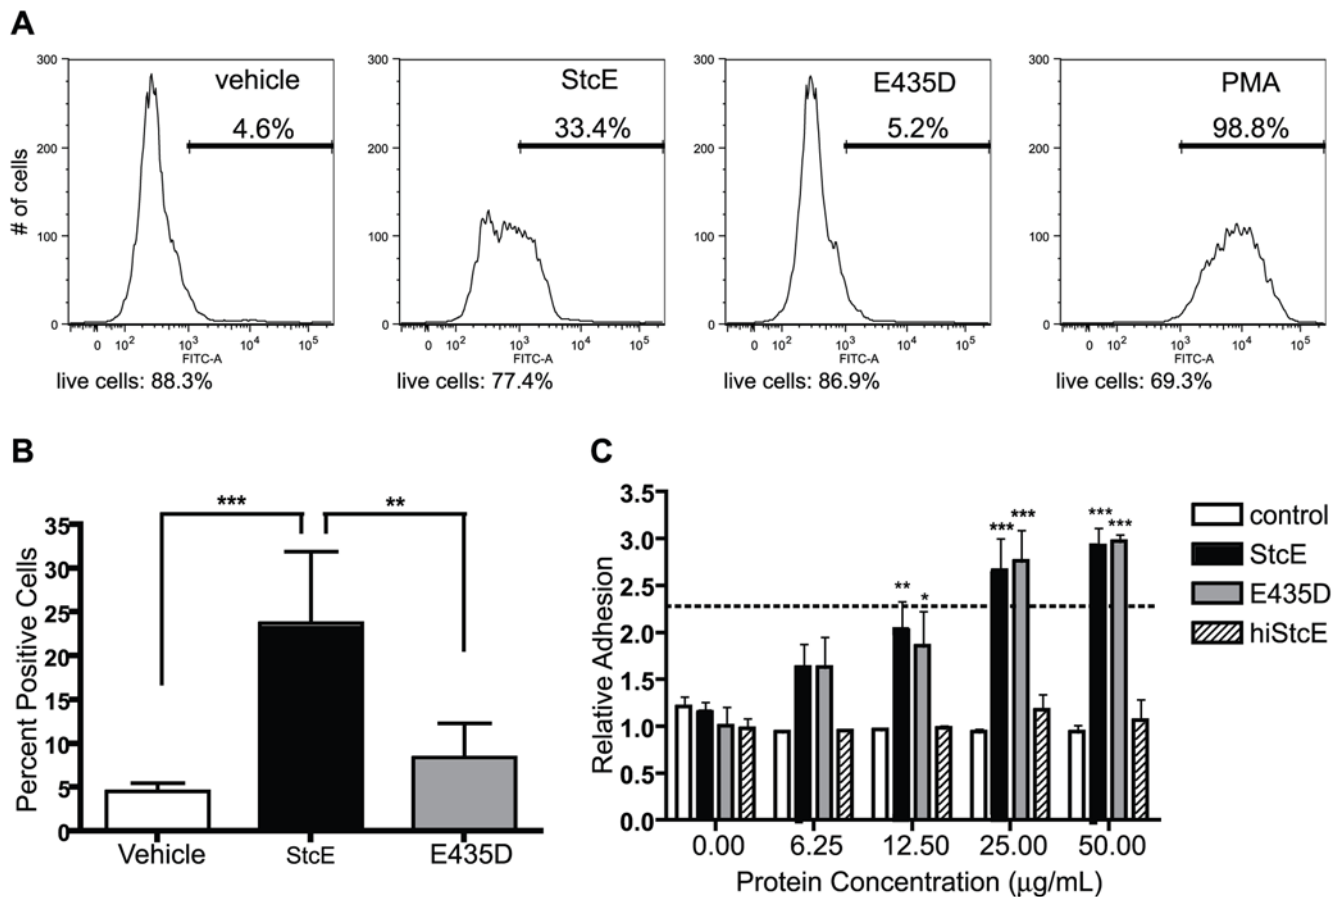 A
vehicle
4.6%
StcE
33.4%
E435D
5.2%
PMA
98.8%
# of cells
300
200
100
0
300
200
100
0
300
200
100
0
300
200
100
0
0 10² 10³ 10⁴ 10⁵
FITC-A
0 10² 10³ 10⁴ 10⁵
FITC-A
0 10² 10³ 10⁴ 10⁵
FITC-A
0 10² 10³ 10⁴ 10⁵
FITC-A
live cells: 88.3%
live cells: 77.4%
live cells: 86.9%
live cells: 69.3%
B
*** **
Percent Positive Cells
35
30
25
20
15
10
5
0
Vehicle StcE E435D
C
Relative Adhesion
3.5
3.0
2.5
2.0
1.5
1.0
0.5
0.0
** *
*** ***
*** ***
0.00 6.25 12.50 25.00 50.00
Protein Concentration (μg/mL)
control
StcE
E435D
hiStcE